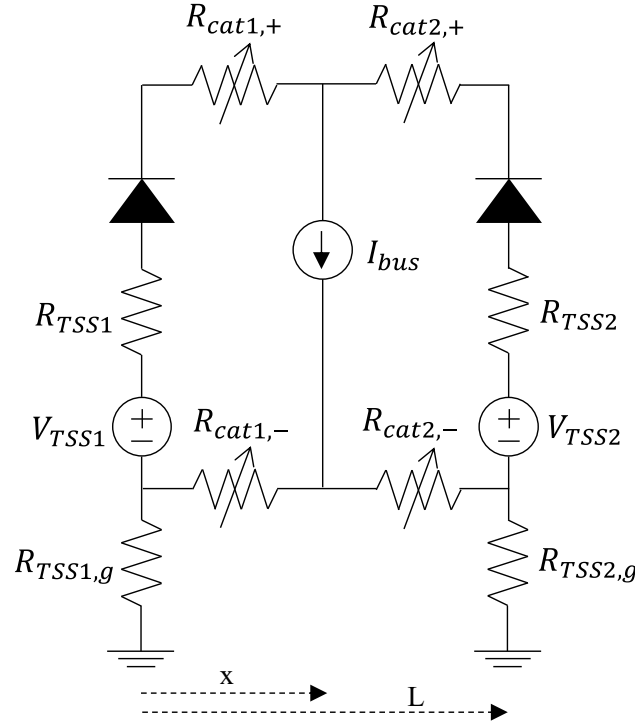 R_{cat1,+} R_{cat2,+}
I_{bus}
R_{TSS1} R_{TSS2}
V_{TSS1} + − R_{cat1,−} R_{cat2,−} + − V_{TSS2}
R_{TSS1,g} R_{TSS2,g}
x
L